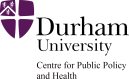 Durham
University
Centre for Public Policy
and Health